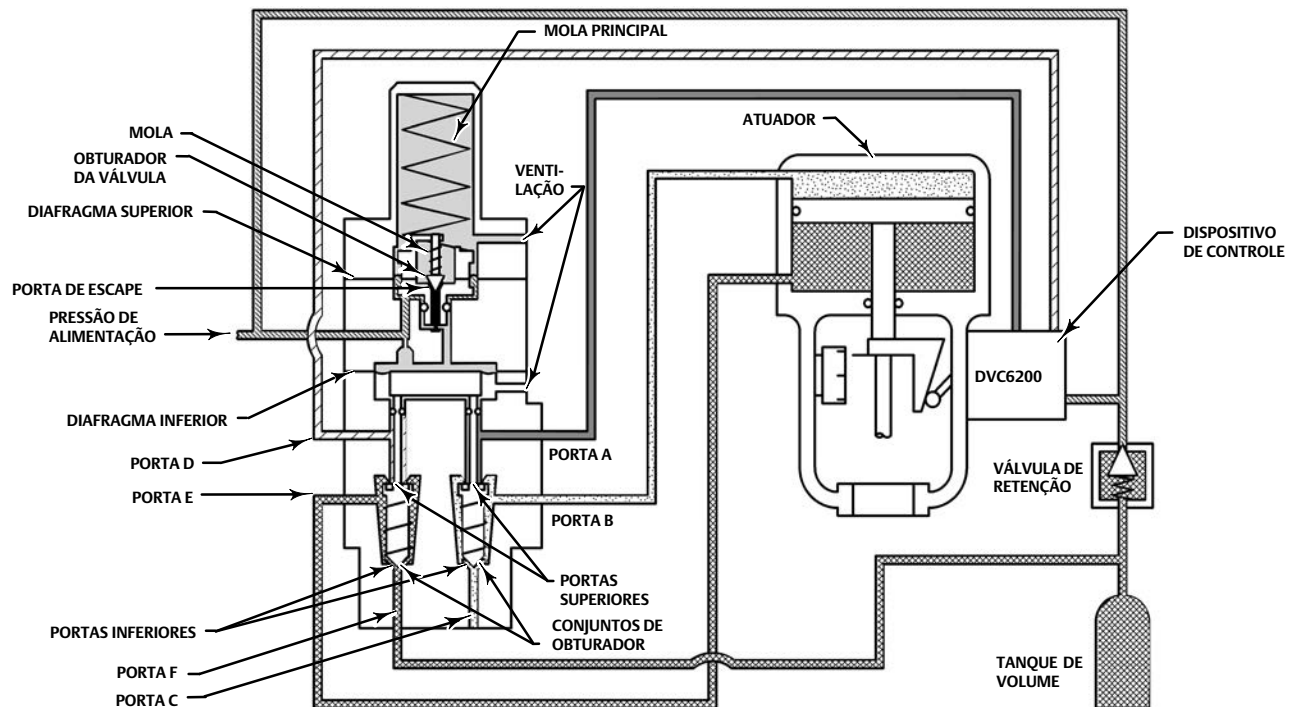 MOLA PRINCIPAL
MOLA
OBTURADOR
DA VÁLVULA
DIAFRAGMA SUPERIOR
PORTA DE ESCAPE
PRESSÃO DE
ALIMENTAÇÃO
DIAFRAGMA INFERIOR
PORTA D
PORTA E
PORTAS INFERIORES
PORTA F
PORTA C
VENTI-
LAÇÃO
PORTA A
PORTA B
PORTAS
SUPERIORES
CONJUNTOS DE
OBTURADOR
ATUADOR
DISPOSITIVO
DE CONTROLE
DVC6200
VÁLVULA DE
RETENÇÃO
TANQUE DE
VOLUME